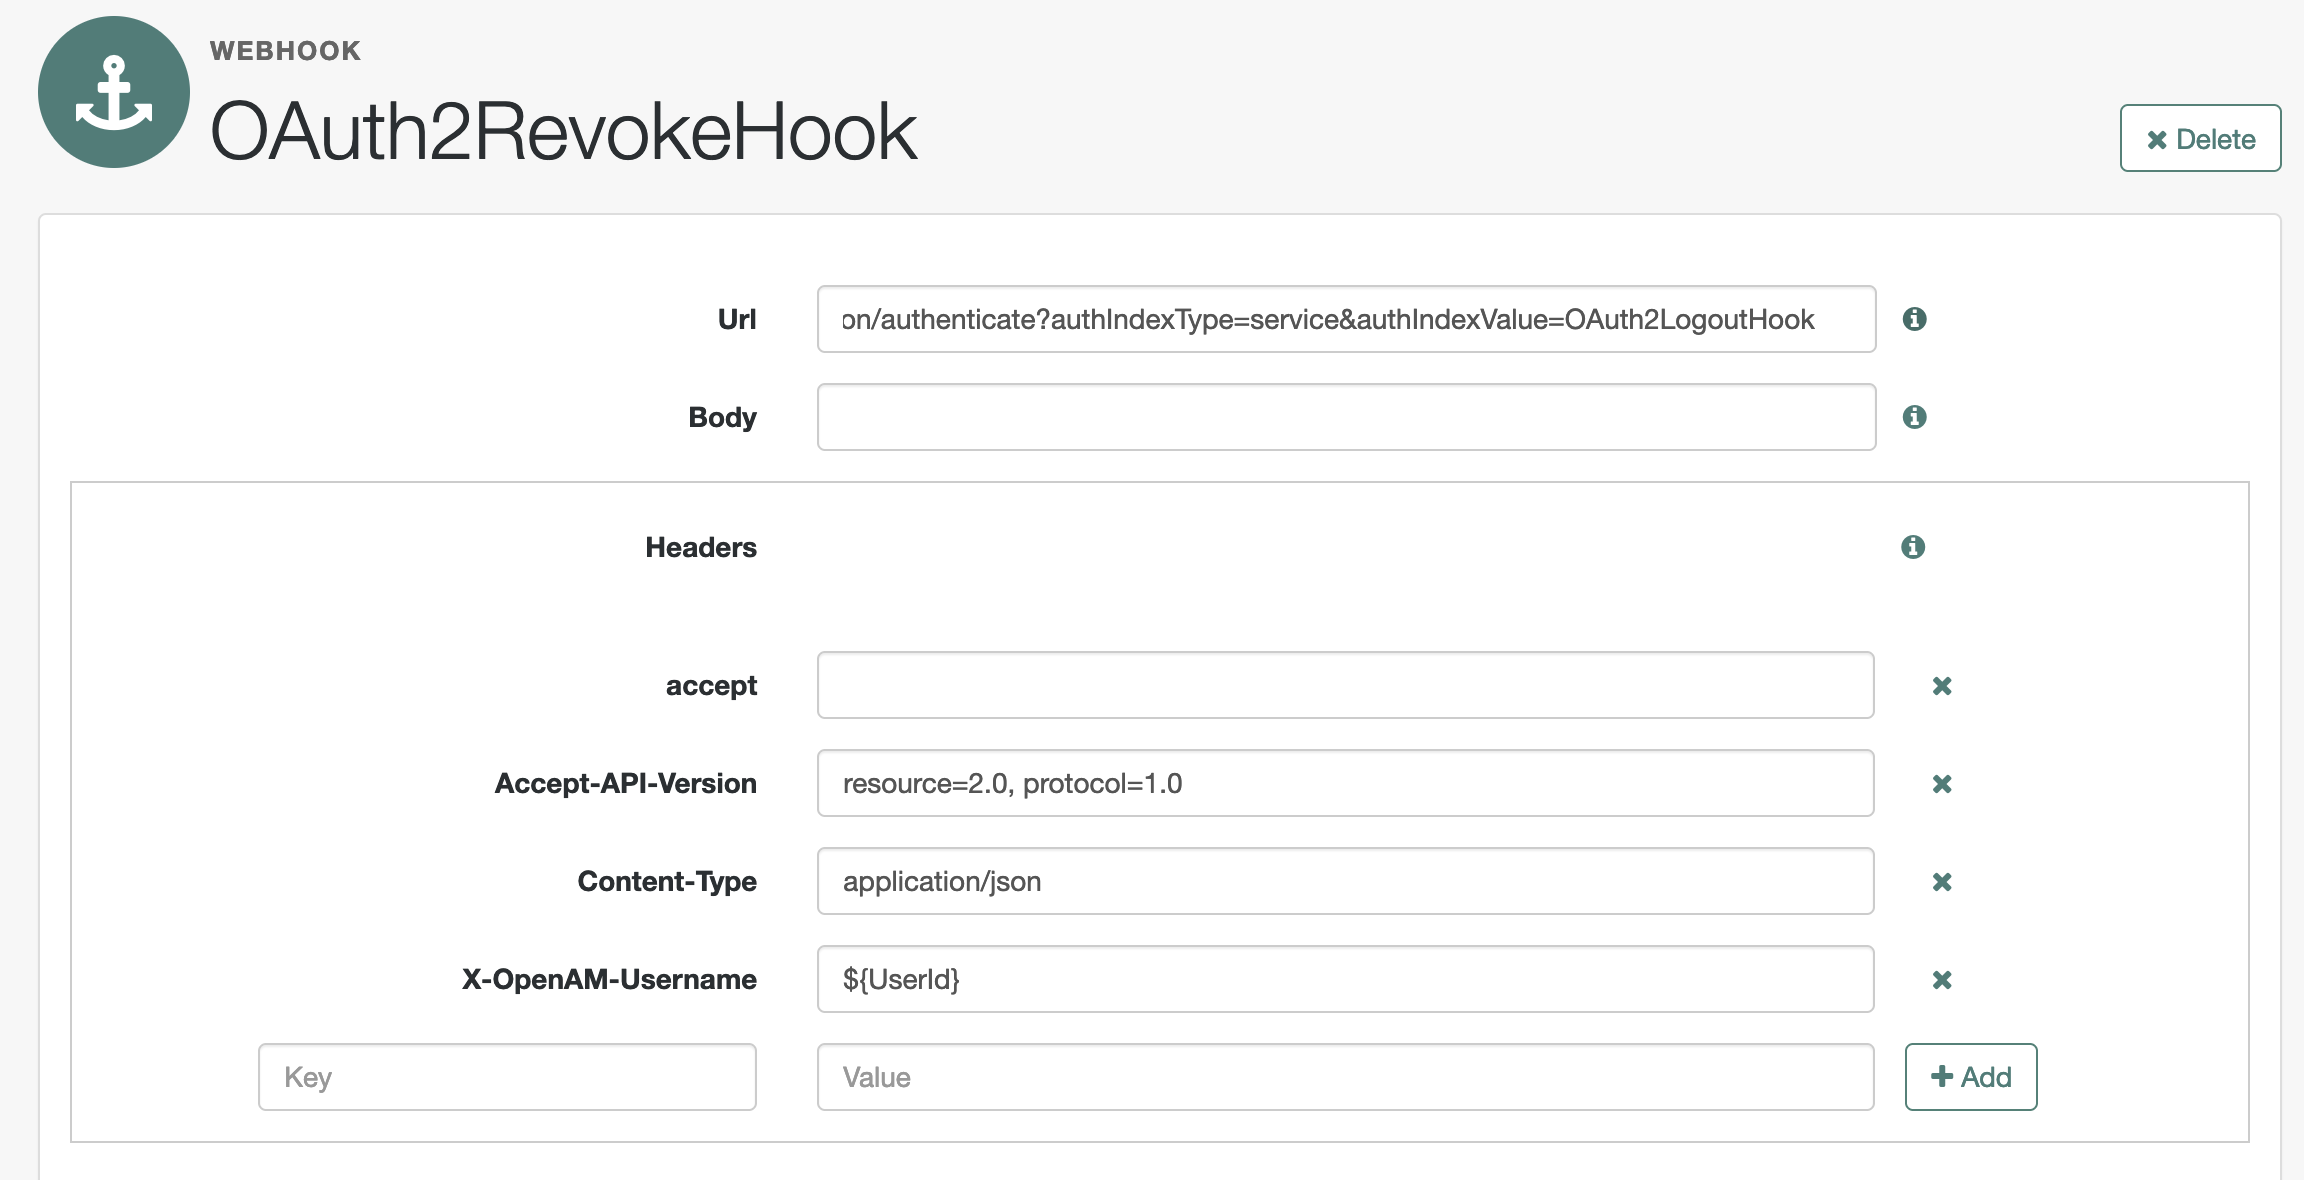 WEBHOOK
OAuth2RevokeHook
Delete
Url on/authenticate?authIndexType=service&authIndexValue=OAuth2LogoutHook
Body
Headers
accept
Accept-API-Version resource=2.0, protocol=1.0
Content-Type application/json
X-OpenAM-Username ${UserId}
Key Value Add